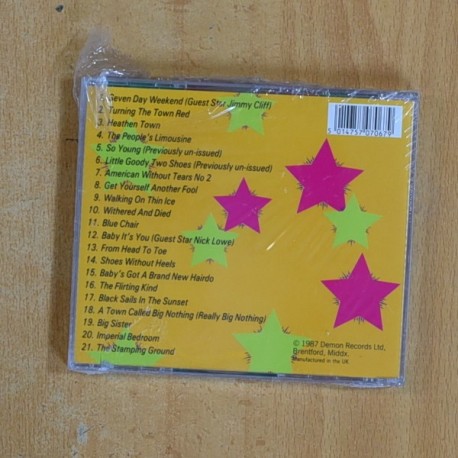 1. Seven Day Weekend (Guest Star Jimmy Cliff)
2. Turning The Town Red
3. Heathen Town
4. The People's Limousine
5. So Young (Previously un-issued)
6. Little Goody Two Shoes (Previously un-issued)
7. American Without Tears No 2
8. Get Yourself Another Fool
9. Walking On Thin Ice
10. Withered And Died
11. Blue Chair
12. Baby It's You (Guest Star Nick Lowe)
13. From Head To Toe
14. Shoes Without Heels
15. Baby's Got A Brand New Hairdo
16. The Flirting Kind
17. Black Sails In The Sunset
18. A Town Called Big Nothing (Really Big Nothing)
19. Big Sister
20. Imperial Bedroom
21. The Stamping Ground
5 014757 070679
© 1987 Demon Records Ltd,
Brentford, Middx.
Manufactured in the UK